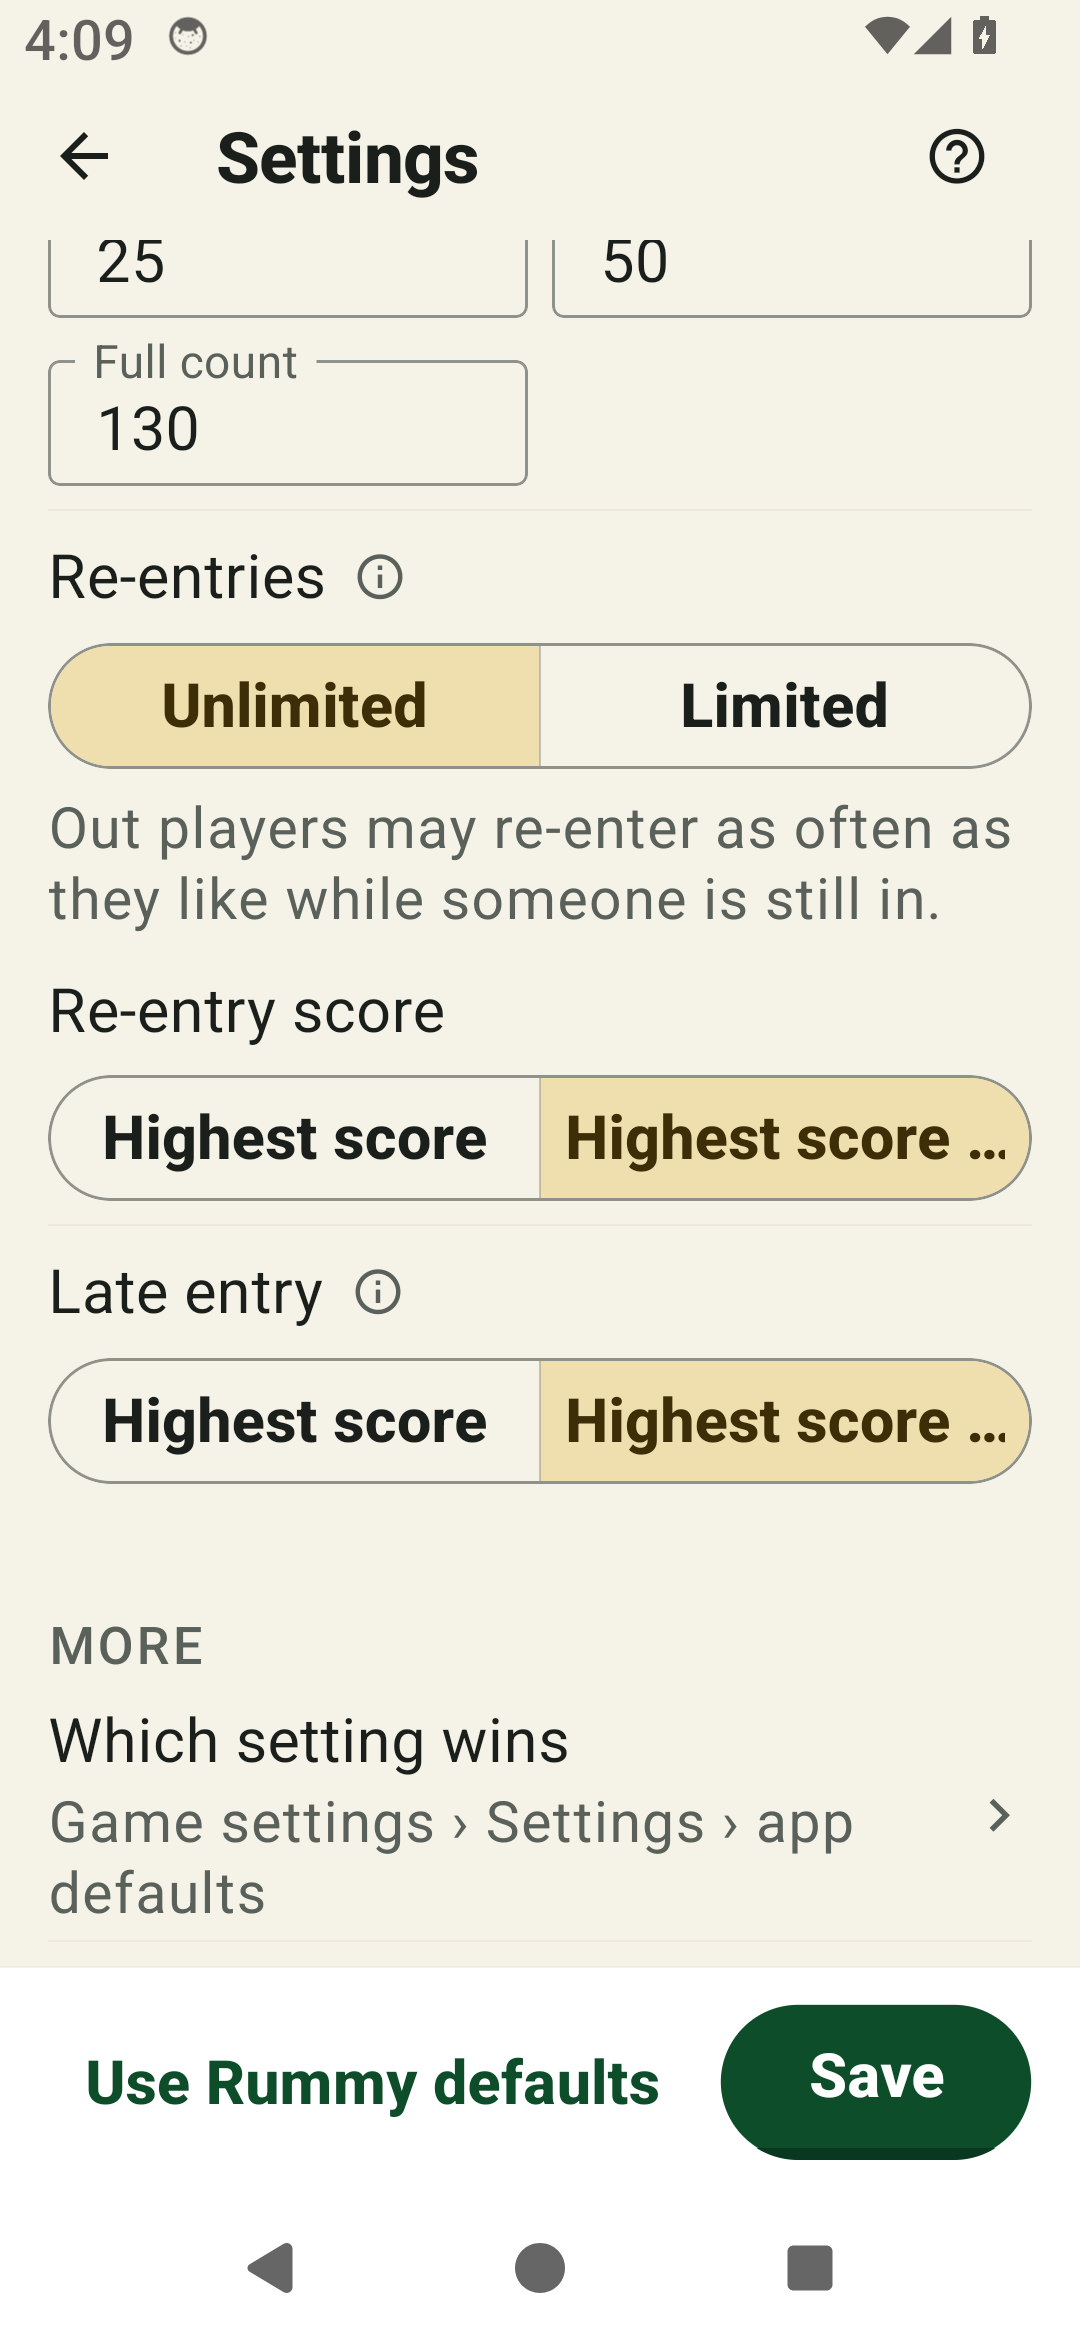 4:09
Settings
25
50
Full count
130
Re-entries
Unlimited
Limited
Out players may re-enter as often as
they like while someone is still in.
Re-entry score
Highest score
Highest score …
Late entry
Highest score
Highest score …
MORE
Which setting wins
Game settings › Settings › app
defaults
Use Rummy defaults
Save